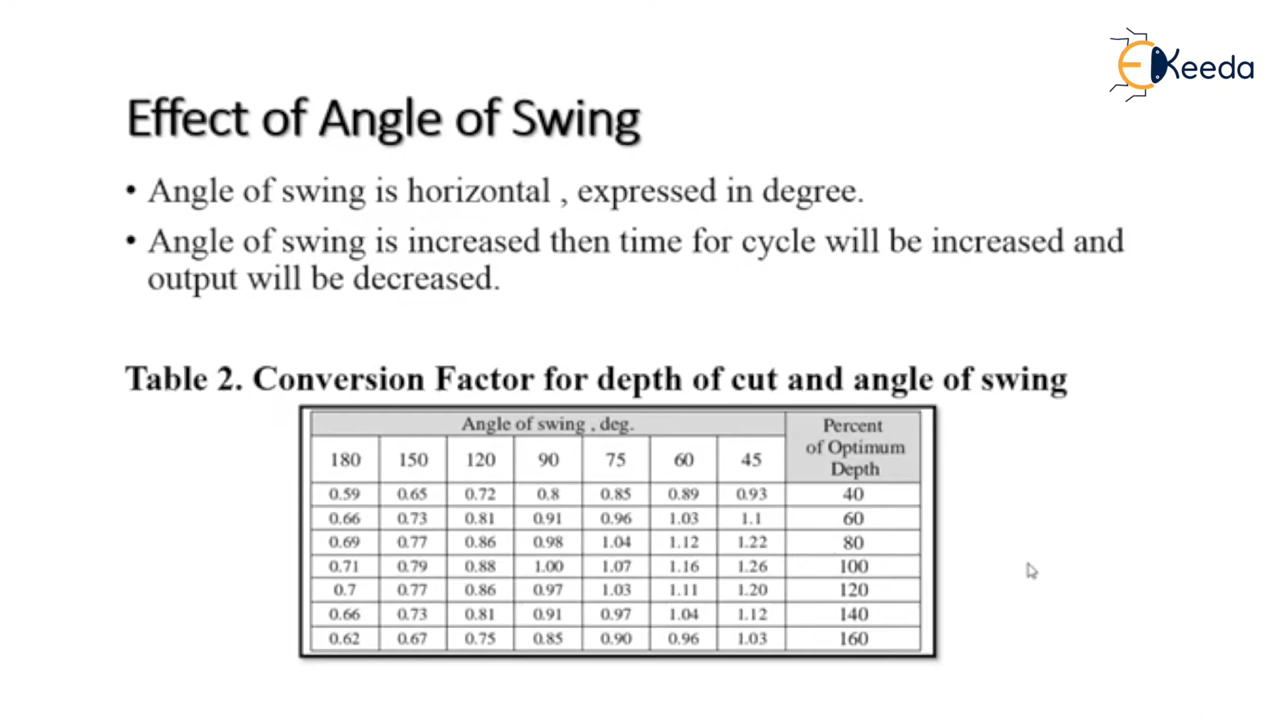 EKeeda
Effect of Angle of Swing
• Angle of swing is horizontal , expressed in degree.
• Angle of swing is increased then time for cycle will be increased and
output will be decreased.
Table 2. Conversion Factor for depth of cut and angle of swing
Angle of swing , deg. Percent of Optimum Depth
180 150 120 90 75 60 45
0.59 0.65 0.72 0.8 0.85 0.89 0.93 40
0.66 0.73 0.81 0.91 0.96 1.03 1.1 60
0.69 0.77 0.86 0.98 1.04 1.12 1.22 80
0.71 0.79 0.88 1.00 1.07 1.16 1.26 100
0.7 0.77 0.86 0.97 1.03 1.11 1.20 120
0.66 0.73 0.81 0.91 0.97 1.04 1.12 140
0.62 0.67 0.75 0.85 0.90 0.96 1.03 160